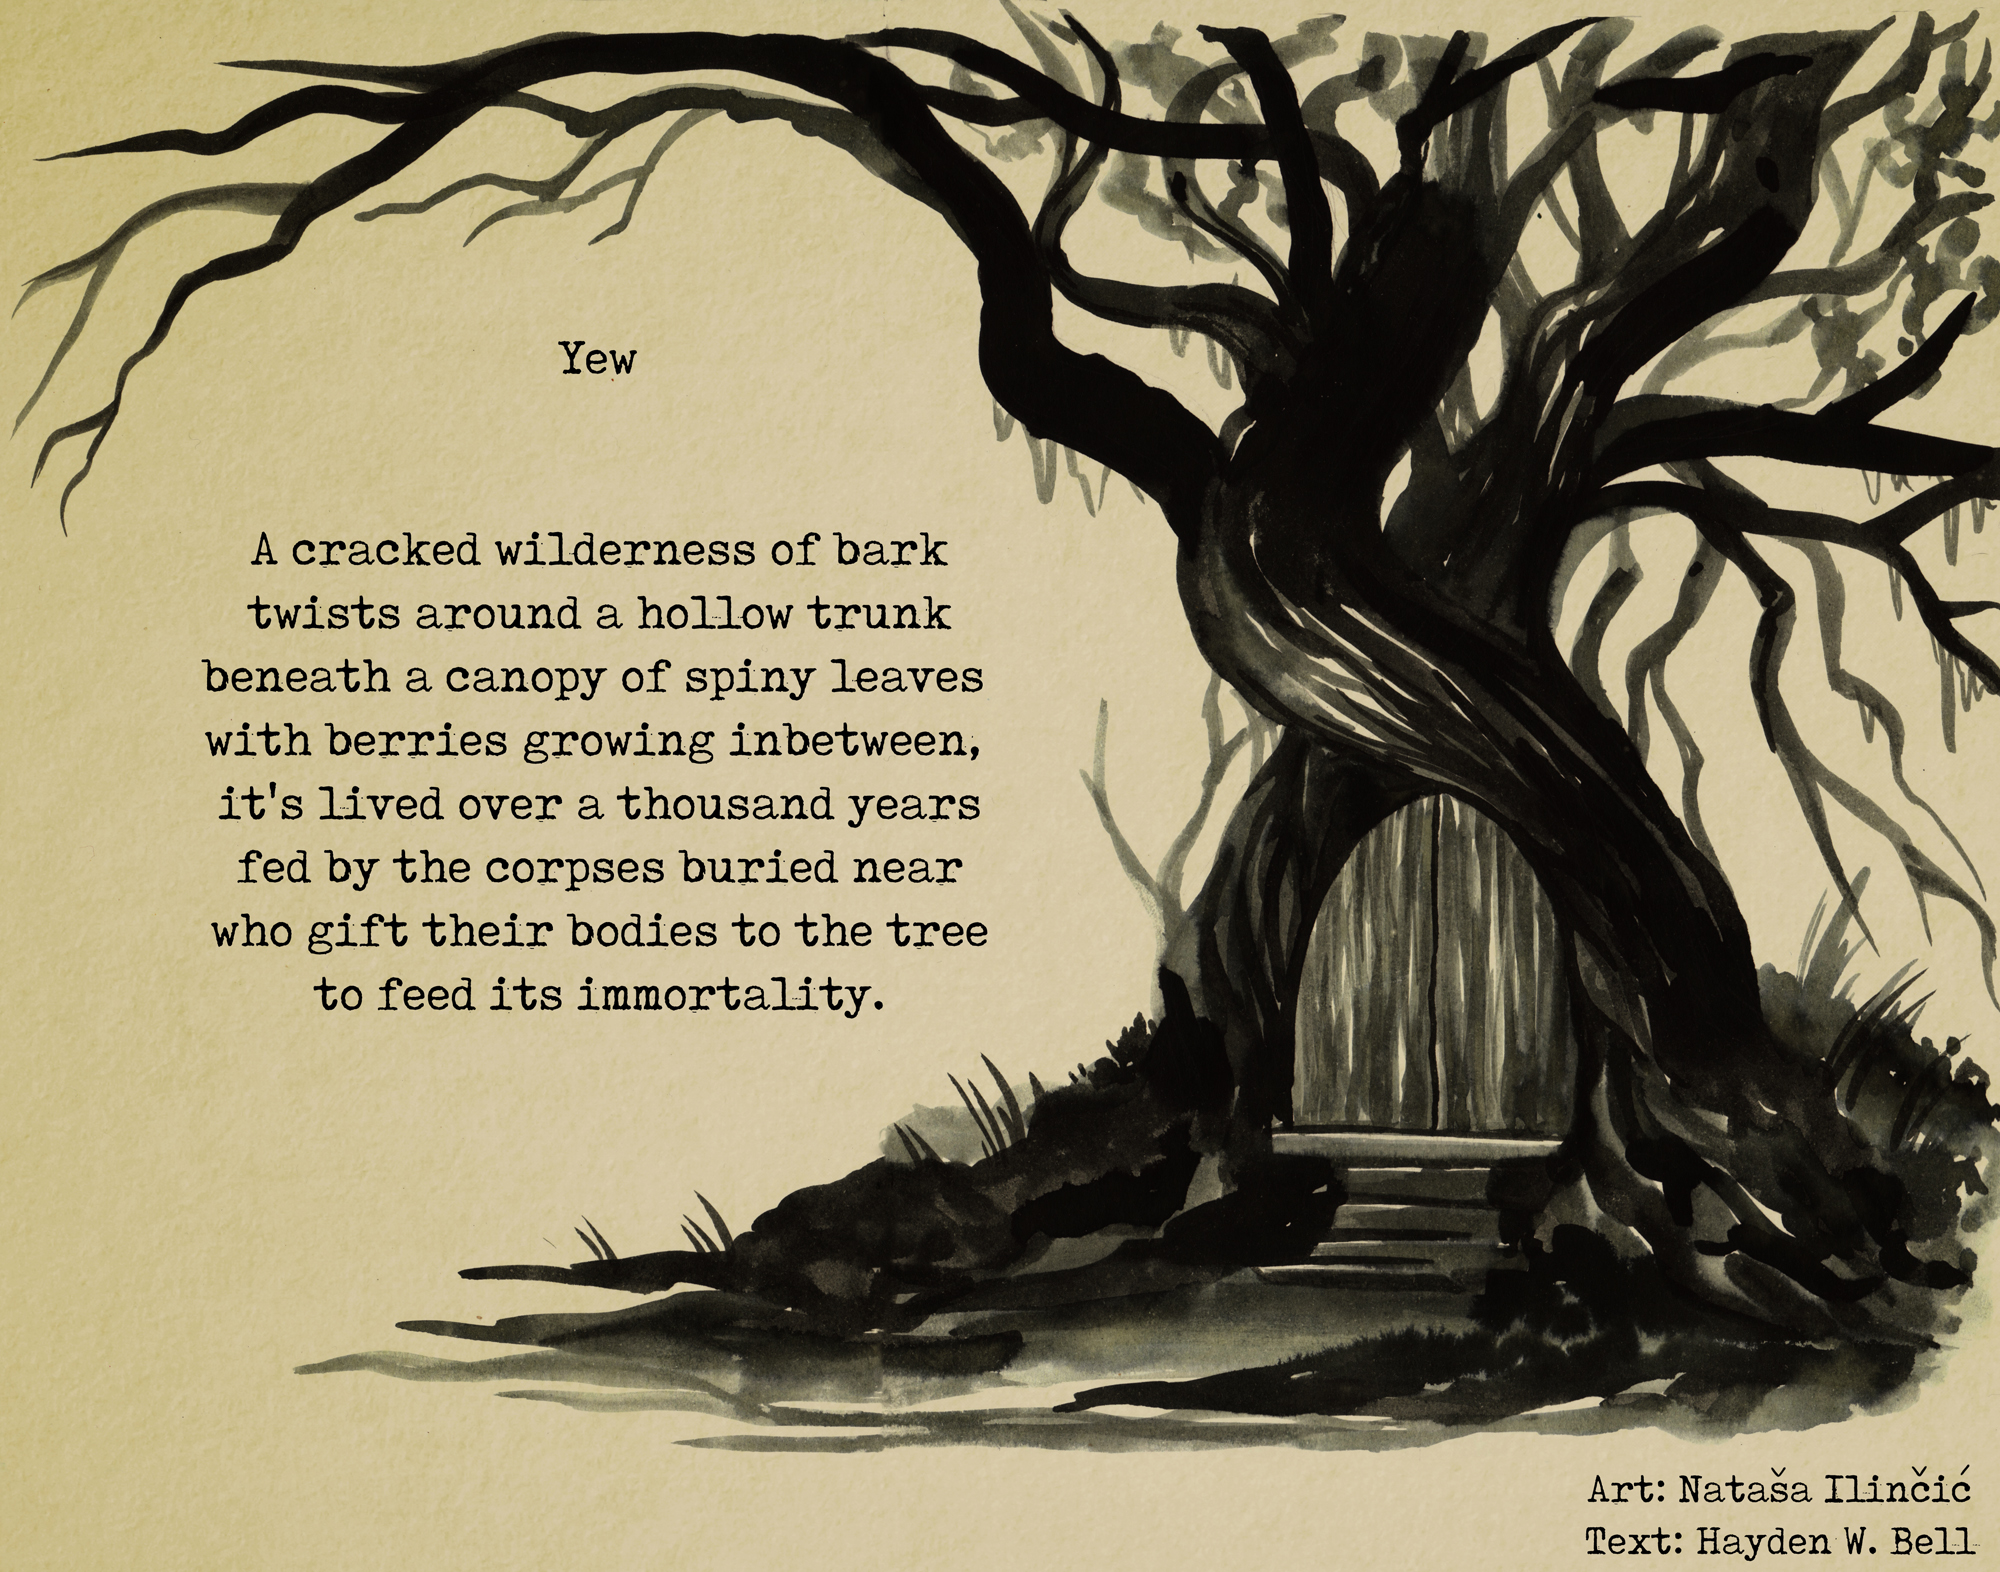 Yew
A cracked wilderness of bark
twists around a hollow trunk
beneath a canopy of spiny leaves
with berries growing inbetween,
it's lived over a thousand years
fed by the corpses buried near
who gift their bodies to the tree
to feed its immortality.
Art: Nataša Ilinčić
Text: Hayden W. Bell